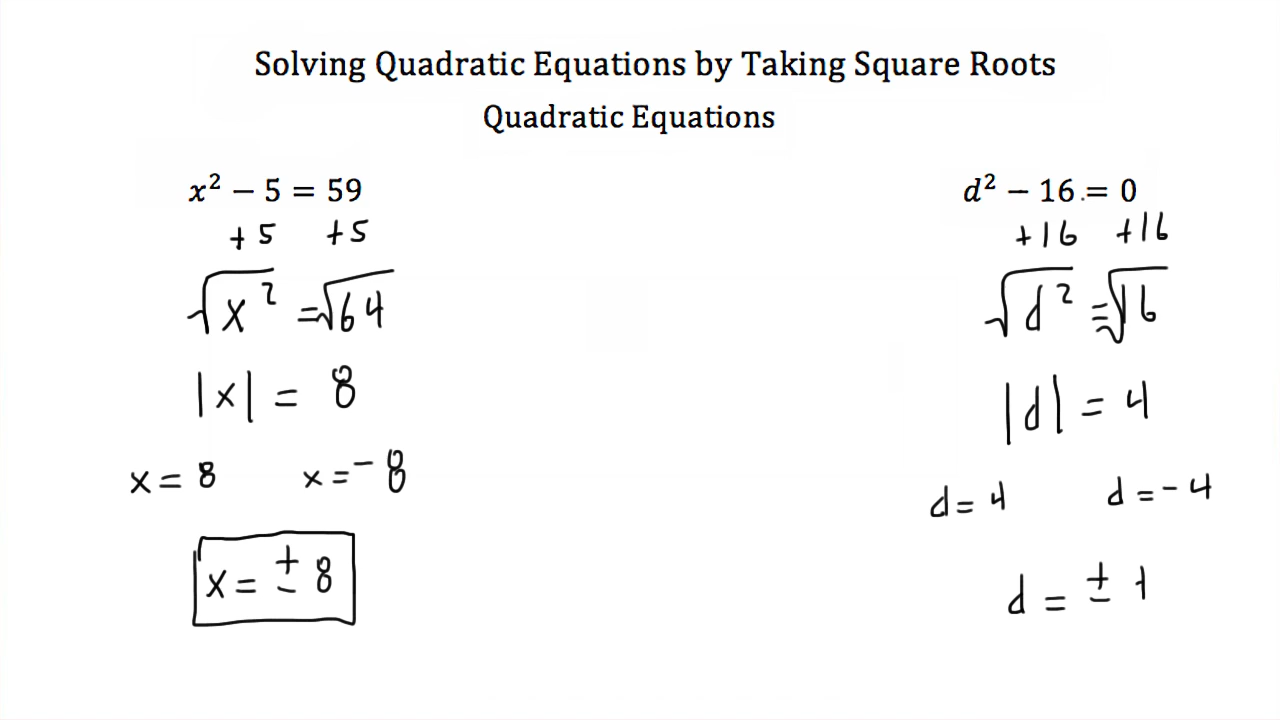 Solving Quadratic Equations by Taking Square Roots
Quadratic Equations
x² − 5 = 59
+5 +5
√x² = √64
|x| = 8
x = 8 x = -8
x = ± 8
d² − 16 = 0
+16 +16
√d² = √16
|d| = 4
d = 4 d = -4
d = ±